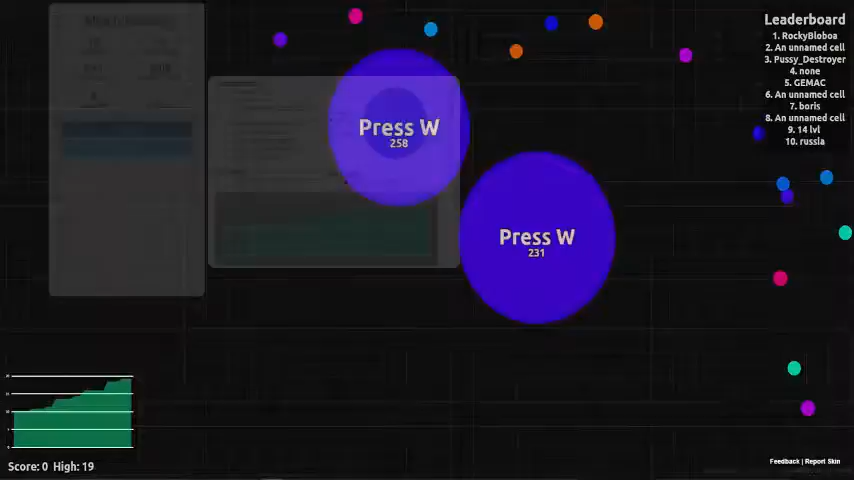 Leaderboard
1. RockyBloboa
2. An unnamed cell
3. Pussy_Destroyer
4. none
5. GEMAC
6. An unnamed cell
7. boris
8. An unnamed cell
9. 14 lvl
10. russia
Press W
258
Press W
231
Score: 0 High: 19
Feedback | Report Skin